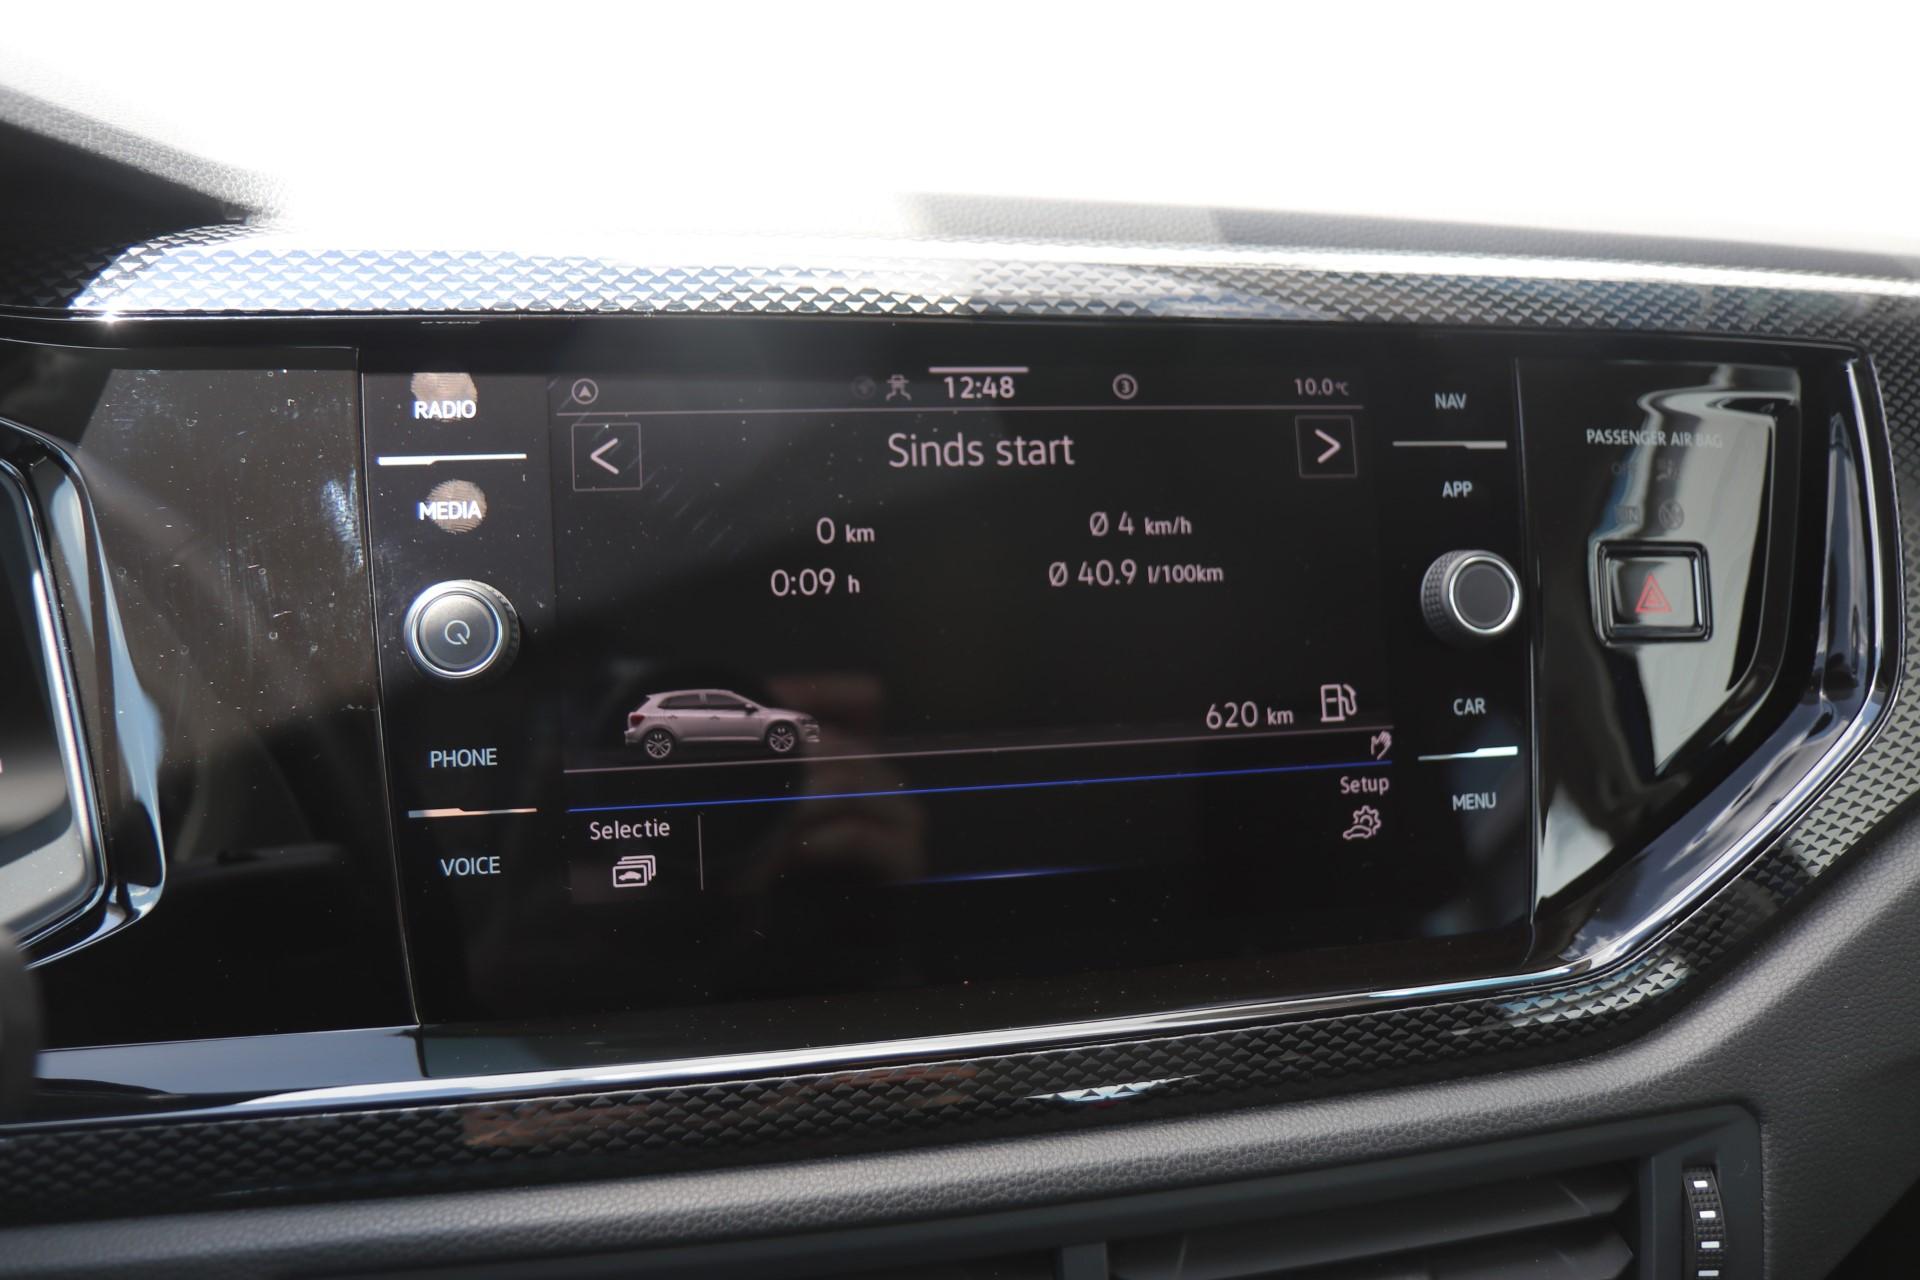 RADIO
MEDIA
PHONE
VOICE
12:48
3
10.0 °C
<
Sinds start
>
0 km
Ø 4 km/h
0:09 h
Ø 40.9 l/100km
620 km
Setup
Selectie
NAV
APP
CAR
MENU
PASSENGER AIR BAG